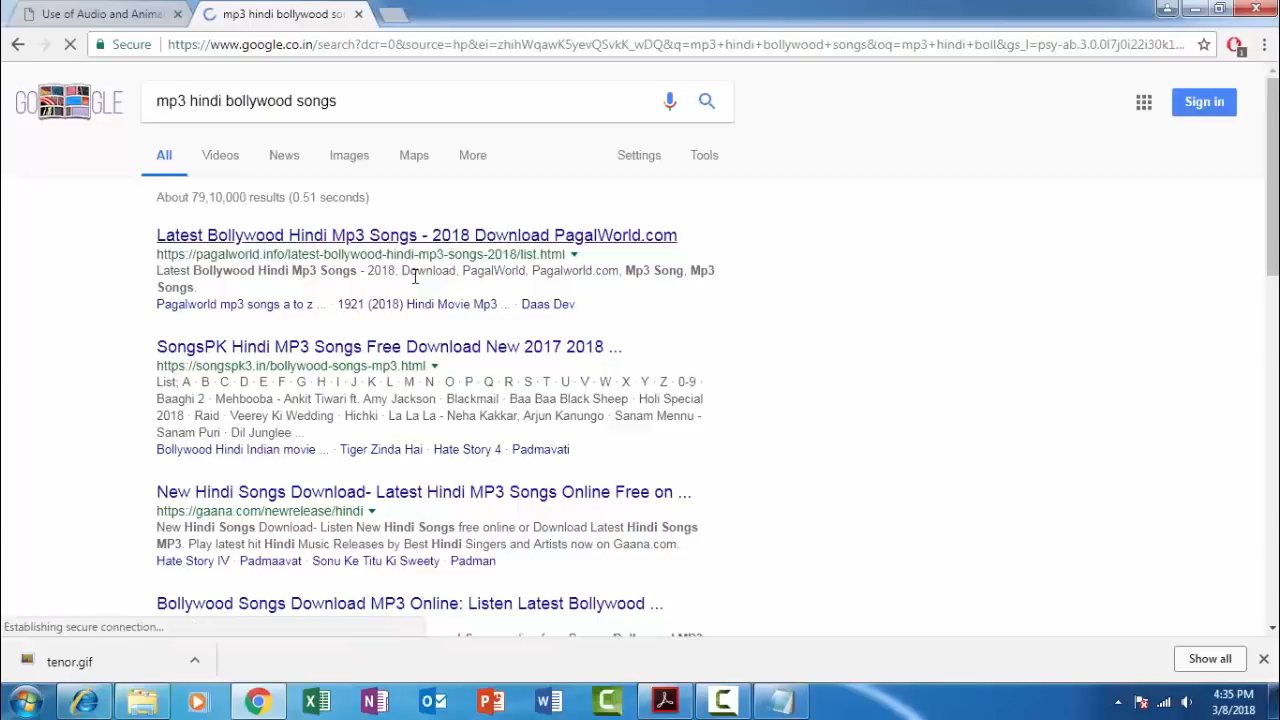 Use of Audio and Anima
mp3 hindi bollywood so
Secure
https://www.google.co.in/search?dcr=0&source=hp&ei=zhihWqawK5yevQSvkK_wDQ&q=mp3+hindi+bollywood+songs&oq=mp3+hindi+boll&gs_l=psy-ab.3.0.0l7j0i22i30k1...
1
GO GLE
mp3 hindi bollywood songs
Sign in
All Videos News Images Maps More Settings Tools
About 79,10,000 results (0.51 seconds)
Latest Bollywood Hindi Mp3 Songs - 2018 Download PagalWorld.com
https://pagalworld.info/latest-bollywood-hindi-mp3-songs-2018/list.html
Latest Bollywood Hindi Mp3 Songs - 2018, Download, PagalWorld, Pagalworld.com, Mp3 Song, Mp3
Songs.
Pagalworld mp3 songs a to z ... · 1921 (2018) Hindi Movie Mp3 ... · Daas Dev
SongsPK Hindi MP3 Songs Free Download New 2017 2018 ...
https://songspk3.in/bollywood-songs-mp3.html
List; A · B · C · D · E · F · G · H · I · J · K · L · M · N · O · P · Q · R · S · T · U · V · W · X · Y · Z · 0-9 ·
Baaghi 2 · Mehbooba - Ankit Tiwari ft. Amy Jackson · Blackmail · Baa Baa Black Sheep · Holi Special
2018 · Raid · Veerey Ki Wedding · Hichki · La La La - Neha Kakkar, Arjun Kanungo · Sanam Mennu -
Sanam Puri · Dil Junglee ...
Bollywood Hindi Indian movie ... · Tiger Zinda Hai · Hate Story 4 · Padmavati
New Hindi Songs Download- Latest Hindi MP3 Songs Online Free on ...
https://gaana.com/newrelease/hindi
New Hindi Songs Download- Listen New Hindi Songs free online or Download Latest Hindi Songs
MP3. Play latest hit Hindi Music Releases by Best Hindi Singers and Artists now on Gaana.com.
Hate Story IV · Padmaavat · Sonu Ke Titu Ki Sweety · Padman
Bollywood Songs Download MP3 Online: Listen Latest Bollywood ...
Establishing secure connection...
tenor.gif
Show all
4:35 PM
3/8/2018